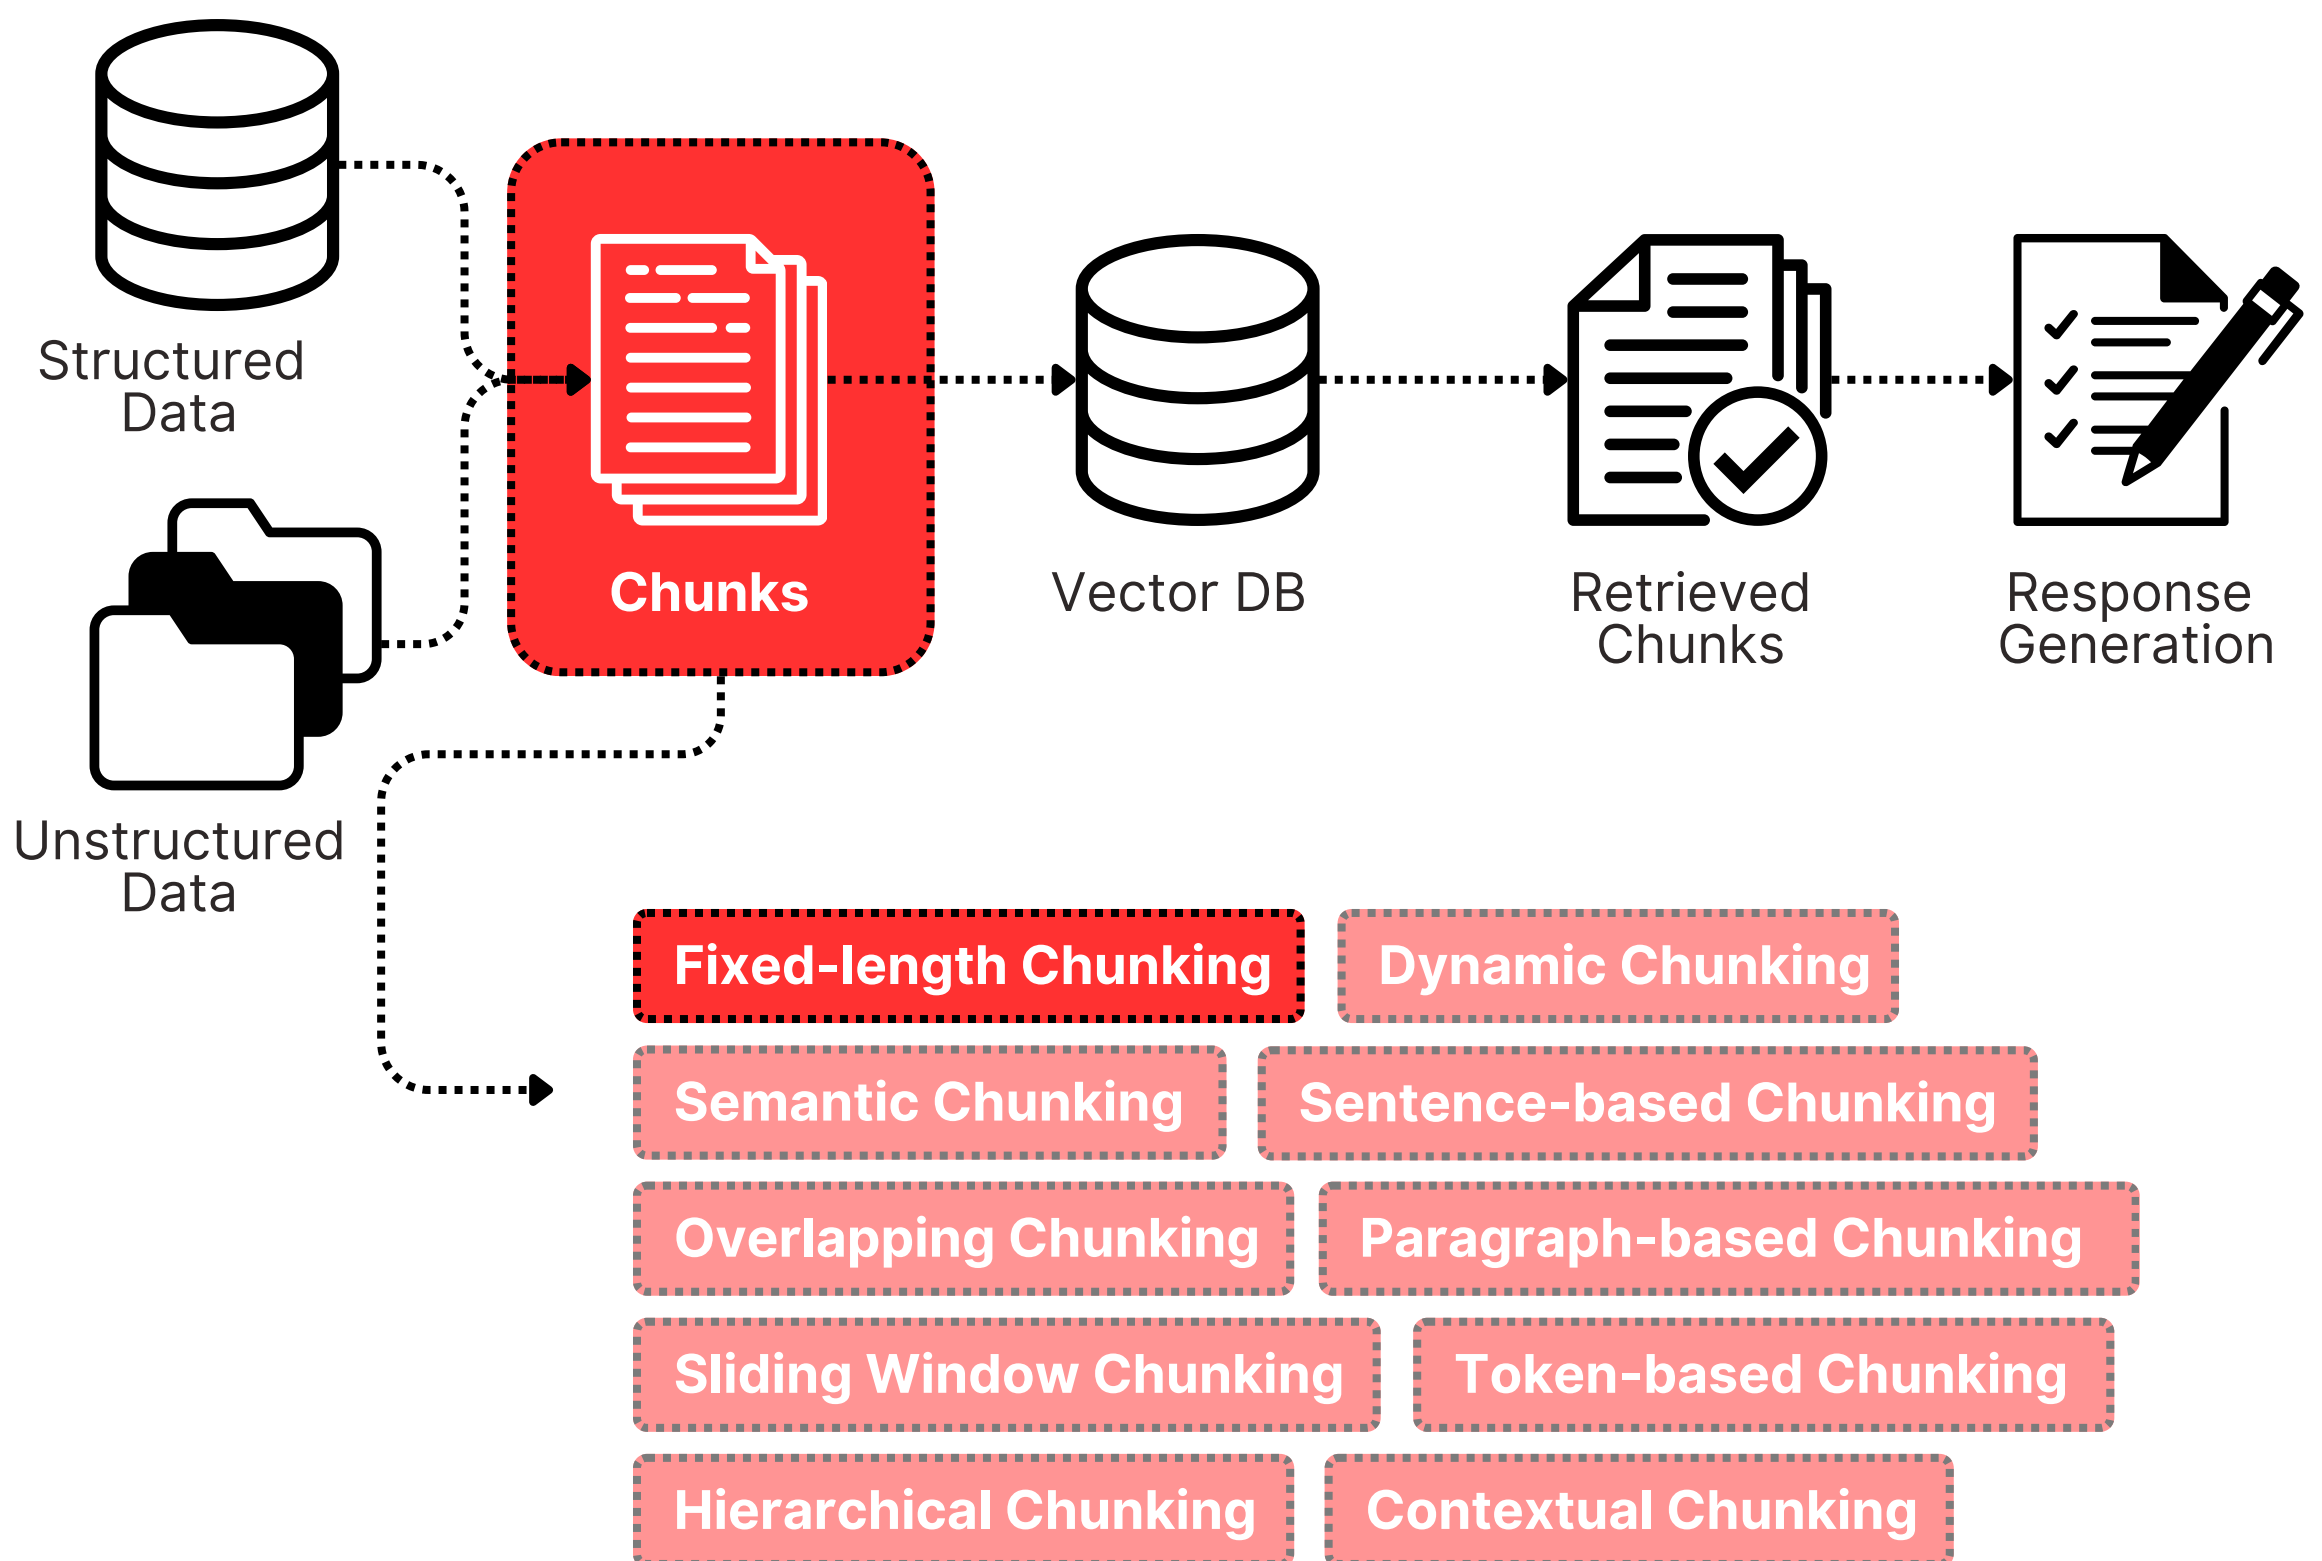 Structured
Data
Unstructured
Data
Chunks
Vector DB
Retrieved
Chunks
Response
Generation
Fixed-length Chunking
Dynamic Chunking
Semantic Chunking
Sentence-based Chunking
Overlapping Chunking
Paragraph-based Chunking
Sliding Window Chunking
Token-based Chunking
Hierarchical Chunking
Contextual Chunking